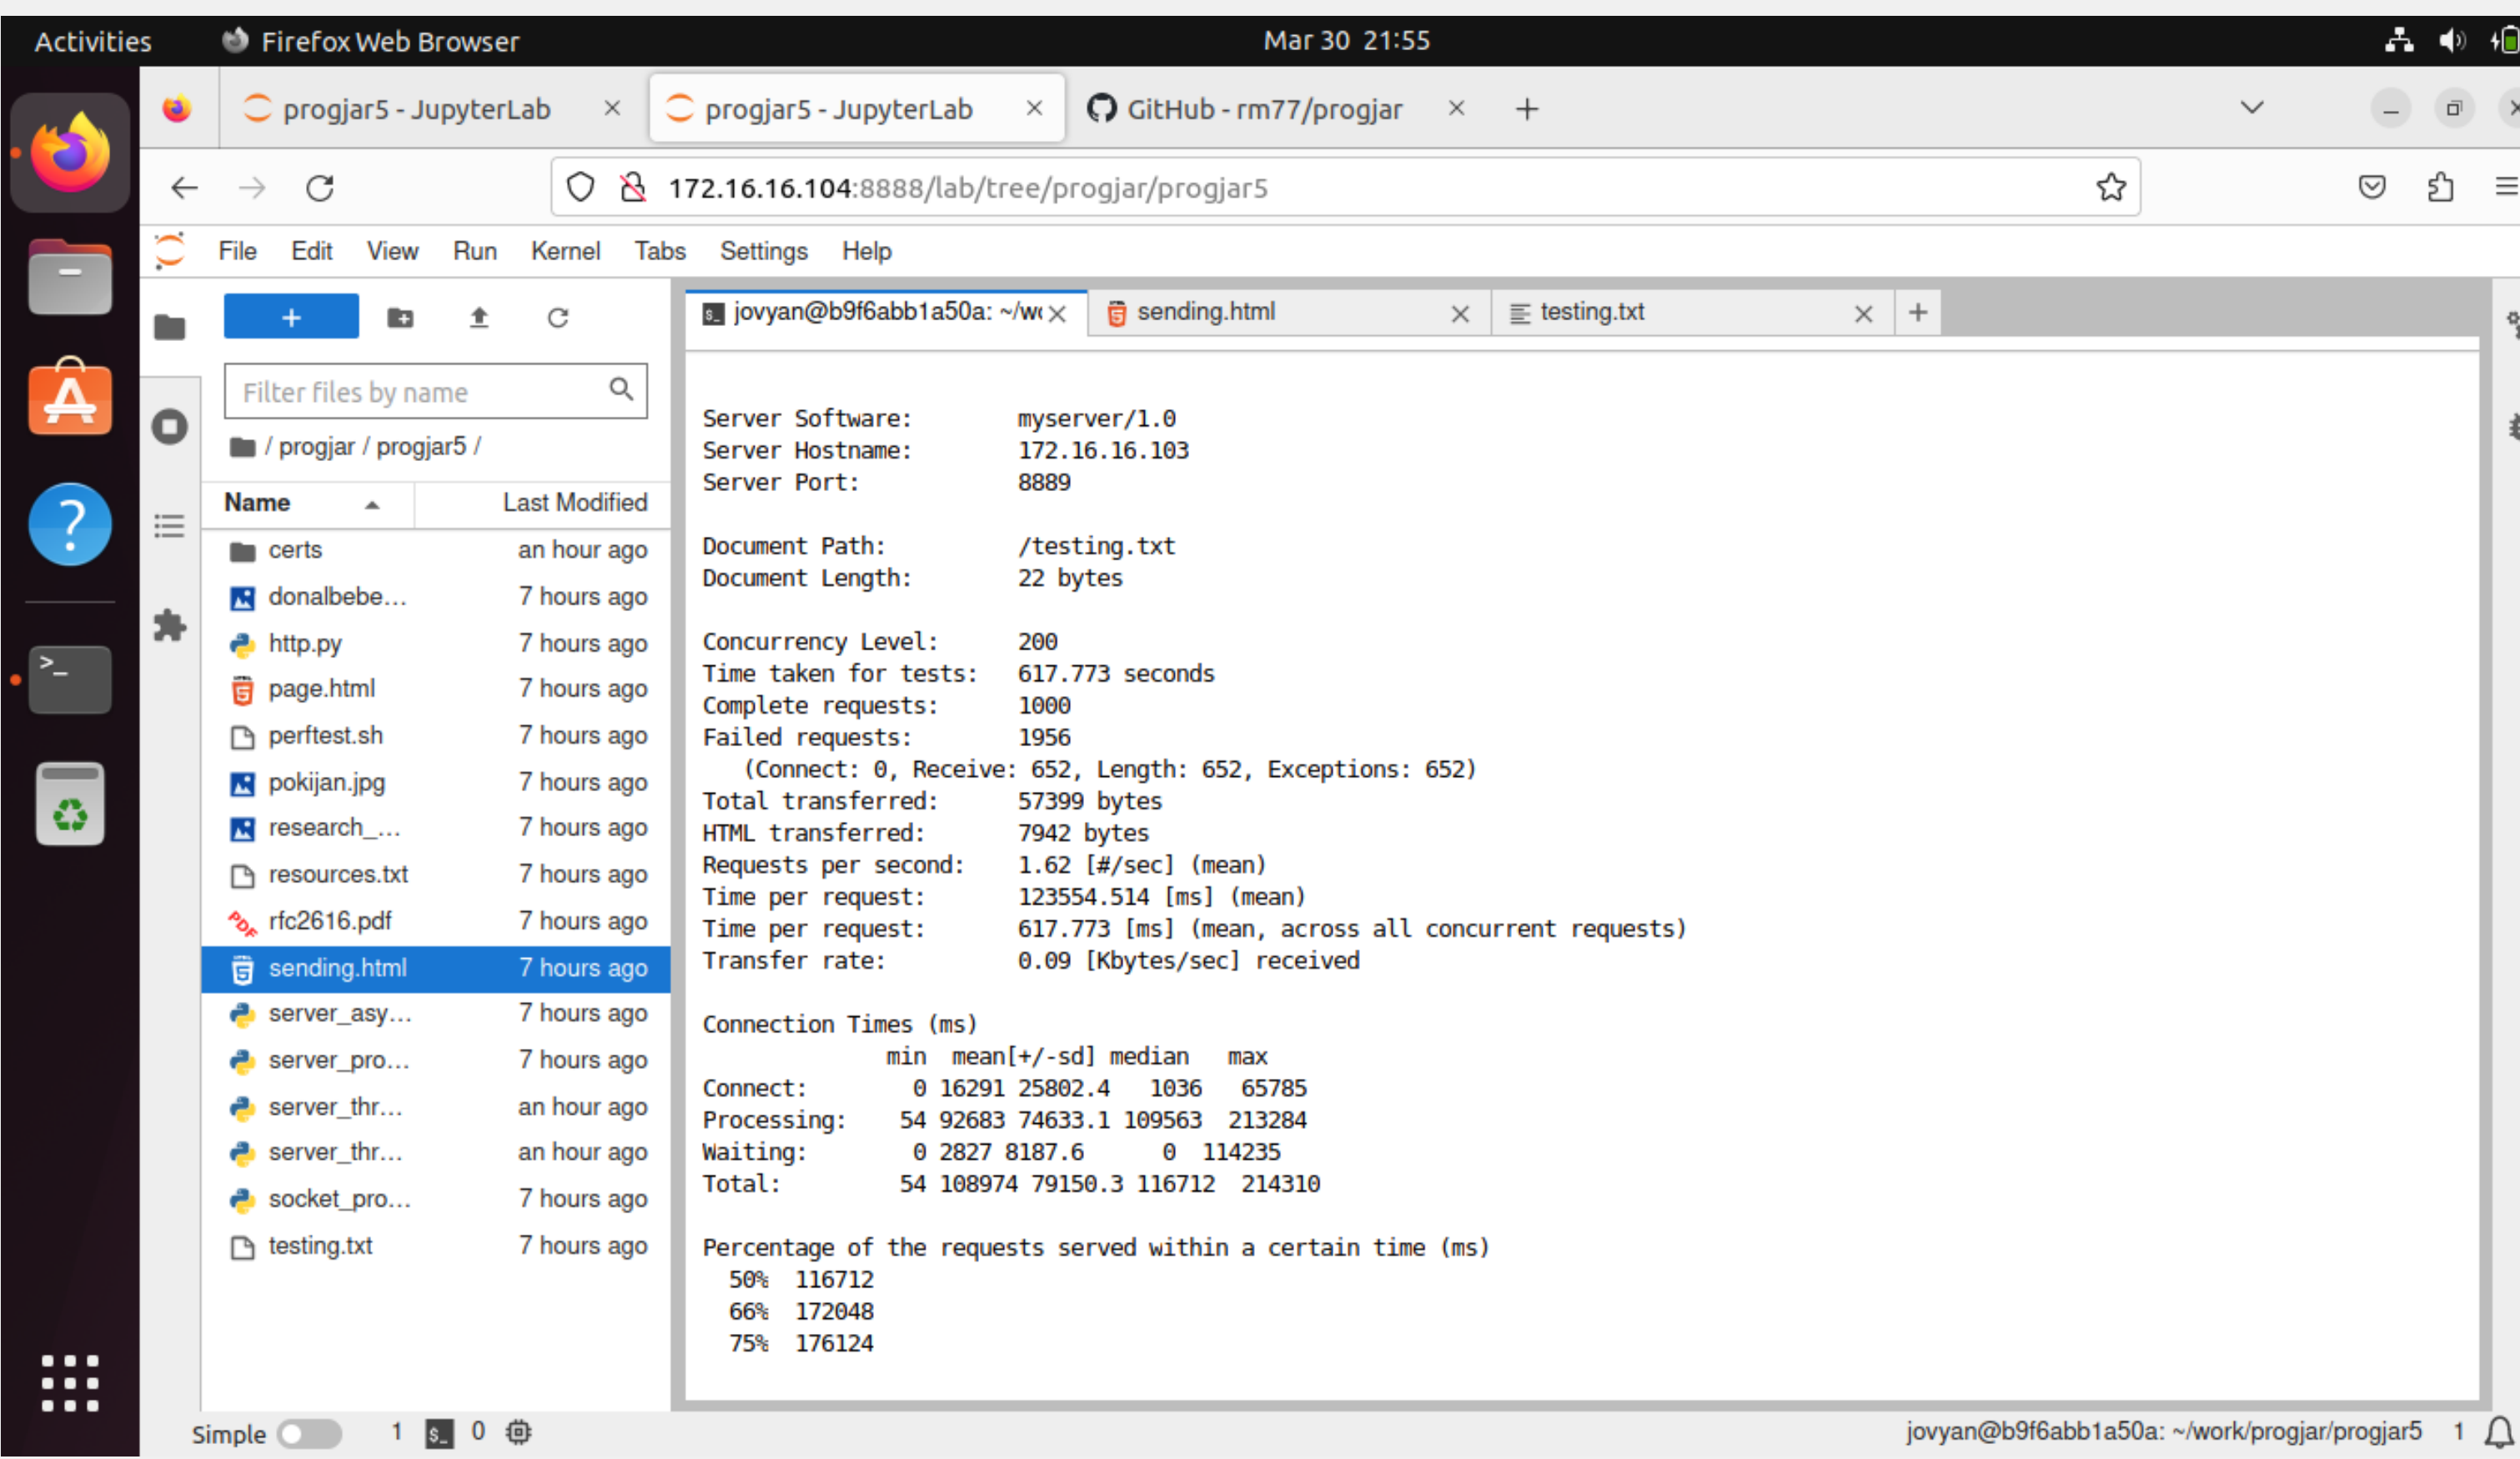 Activities Firefox Web Browser Mar 30 21:55
progjar5 - JupyterLab progjar5 - JupyterLab GitHub - rm77/progjar
172.16.16.104:8888/lab/tree/progjar/progjar5
File Edit View Run Kernel Tabs Settings Help
jovyan@b9f6abb1a50a: ~/wo sending.html testing.txt
Filter files by name
/ progjar / progjar5 /
Name Last Modified
certs an hour ago
donalbebe… 7 hours ago
http.py 7 hours ago
page.html 7 hours ago
perftest.sh 7 hours ago
pokijan.jpg 7 hours ago
research_… 7 hours ago
resources.txt 7 hours ago
rfc2616.pdf 7 hours ago
sending.html 7 hours ago
server_asy… 7 hours ago
server_pro… 7 hours ago
server_thr… an hour ago
server_thr… an hour ago
socket_pro… 7 hours ago
testing.txt 7 hours ago
Server Software: myserver/1.0
Server Hostname: 172.16.16.103
Server Port: 8889
Document Path: /testing.txt
Document Length: 22 bytes
Concurrency Level: 200
Time taken for tests: 617.773 seconds
Complete requests: 1000
Failed requests: 1956
(Connect: 0, Receive: 652, Length: 652, Exceptions: 652)
Total transferred: 57399 bytes
HTML transferred: 7942 bytes
Requests per second: 1.62 [#/sec] (mean)
Time per request: 123554.514 [ms] (mean)
Time per request: 617.773 [ms] (mean, across all concurrent requests)
Transfer rate: 0.09 [Kbytes/sec] received
Connection Times (ms)
min mean[+/-sd] median max
Connect: 0 16291 25802.4 1036 65785
Processing: 54 92683 74633.1 109563 213284
Waiting: 0 2827 8187.6 0 114235
Total: 54 108974 79150.3 116712 214310
Percentage of the requests served within a certain time (ms)
50% 116712
66% 172048
75% 176124
Simple 1 $_ 0 jovyan@b9f6abb1a50a: ~/work/progjar/progjar5 1